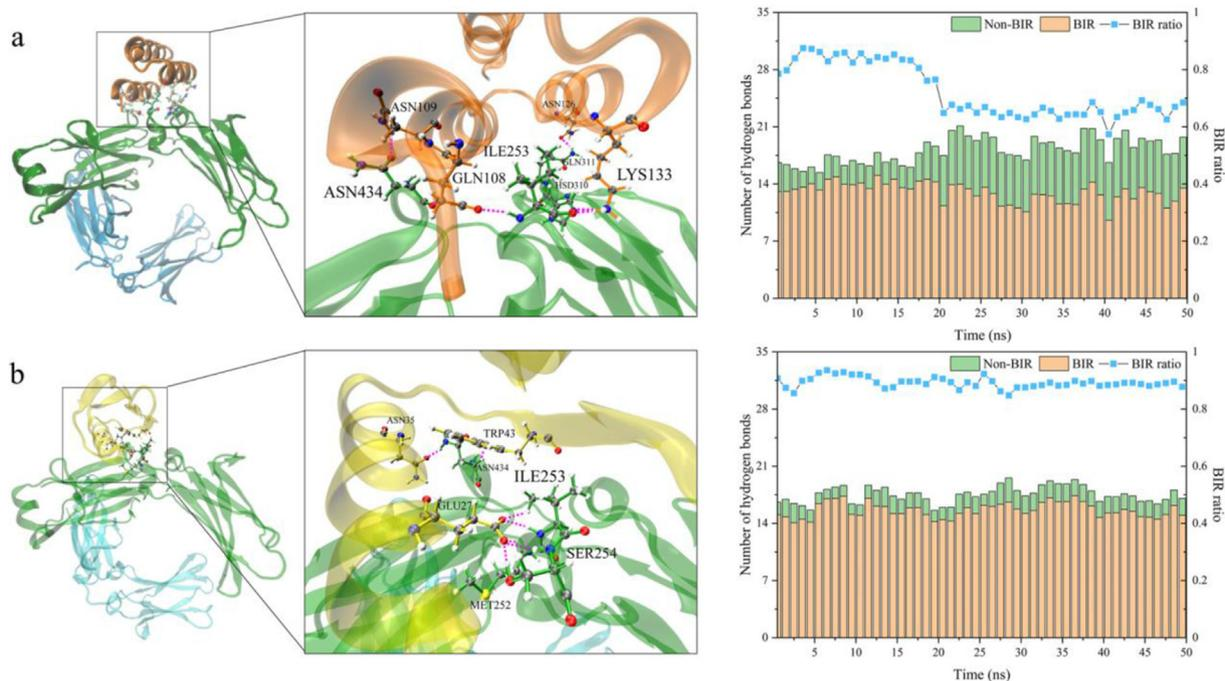 a
ASN109
ASN126
ILE253
GLN311
GLN108
LYS133
ASN434
HSD310
35
28
21
14
7
0
Number of hydrogen bonds
Non-BIR BIR BIR ratio
1
0.8
0.6
0.4
0.2
0
BIR ratio
5 10 15 20 25 30 35 40 45 50
Time (ns)
b
ASN35
TRP43
ASN434
ILE253
GLU27
SER254
MET252
35
28
21
14
7
0
Number of hydrogen bonds
Non-BIR BIR BIR ratio
1
0.8
0.6
0.4
0.2
0
BIR ratio
5 10 15 20 25 30 35 40 45 50
Time (ns)